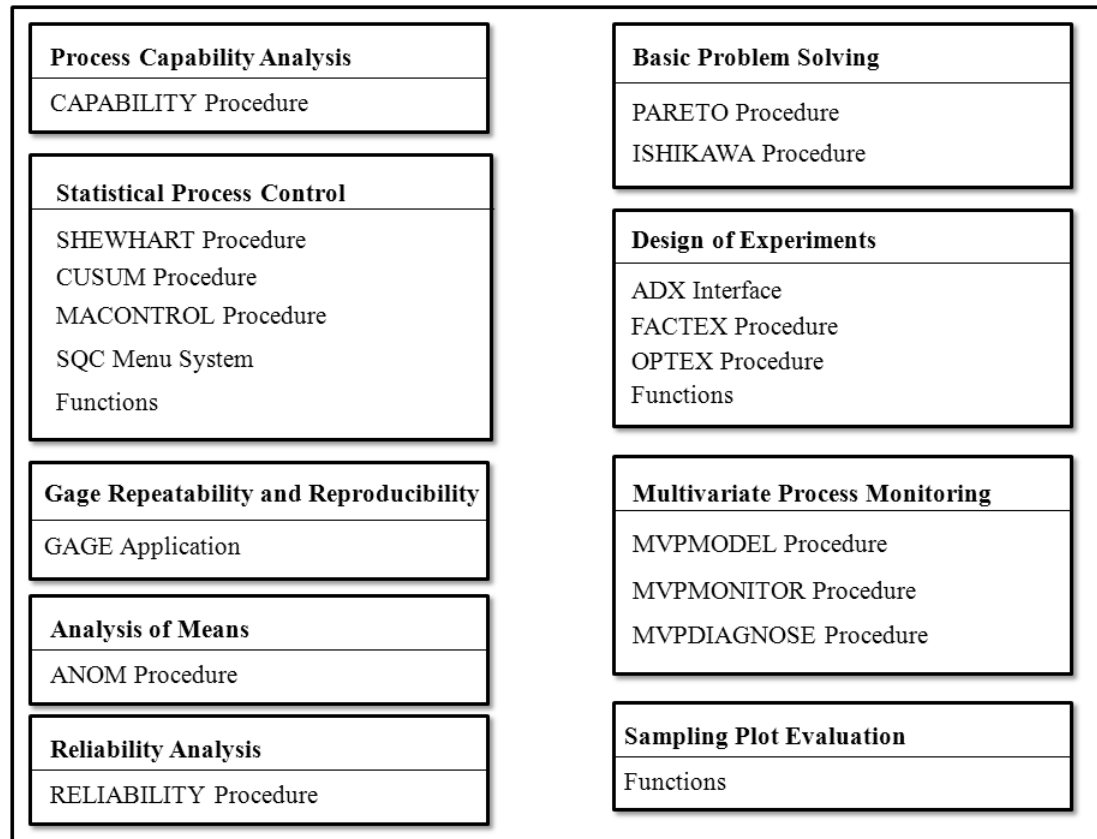 Process Capability Analysis
CAPABILITY Procedure
Statistical Process Control
SHEWHART Procedure
CUSUM Procedure
MACONTROL Procedure
SQC Menu System
Functions
Gage Repeatability and Reproducibility
GAGE Application
Analysis of Means
ANOM Procedure
Reliability Analysis
RELIABILITY Procedure
Basic Problem Solving
PARETO Procedure
ISHIKAWA Procedure
Design of Experiments
ADX Interface
FACTEX Procedure
OPTEX Procedure
Functions
Multivariate Process Monitoring
MVPMODEL Procedure
MVPMONITOR Procedure
MVPDIAGNOSE Procedure
Sampling Plot Evaluation
Functions